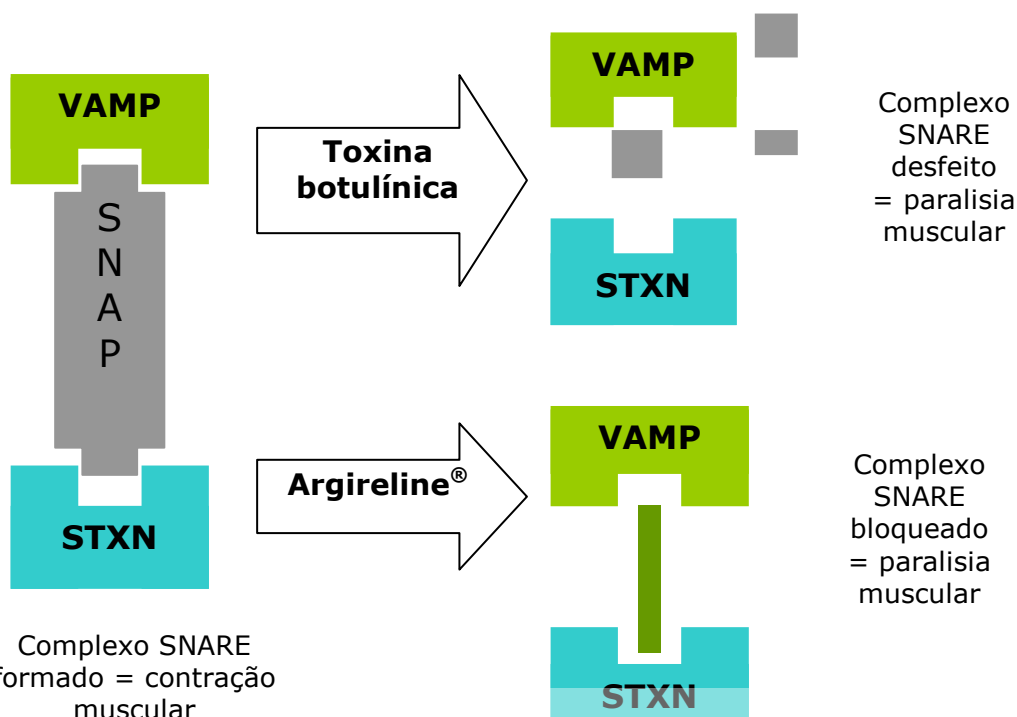 VAMP
S
N
A
P
STXN
Complexo SNARE
formado = contração
muscular
Toxina
botulínica
VAMP
STXN
Complexo
SNARE
desfeito
= paralisia
muscular
Argireline®
VAMP
STXN
Complexo
SNARE
bloqueado
= paralisia
muscular